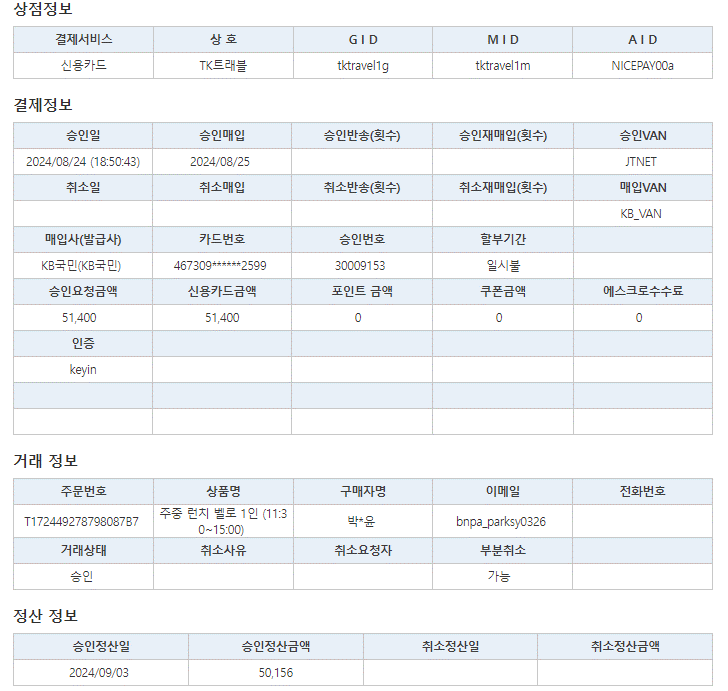 상점정보
결제서비스 상 호 G I D M I D A I D
신용카드 TK트래블 tktravel1g tktravel1m NICEPAY00a
결제정보
승인일 승인매입 승인반송(횟수) 승인재매입(횟수) 승인VAN
2024/08/24 (18:50:43) 2024/08/25 JTNET
취소일 취소매입 취소반송(횟수) 취소재매입(횟수) 매입VAN
KB_VAN
매입사(발급사) 카드번호 승인번호 할부기간
KB국민(KB국민) 467309******2599 30009153 일시불
승인요청금액 신용카드금액 포인트 금액 쿠폰금액 에스크로수수료
51,400 51,400 0 0 0
인증
keyin
거래 정보
주문번호 상품명 구매자명 이메일 전화번호
T172449278798087B7 주중 런치 벨로 1인 (11:3 박*윤 bnpa_parksy0326
0~15:00)
거래상태 취소사유 취소요청자 부분취소
승인 가능
정산 정보
승인정산일 승인정산금액 취소정산일 취소정산금액
2024/09/03 50,156